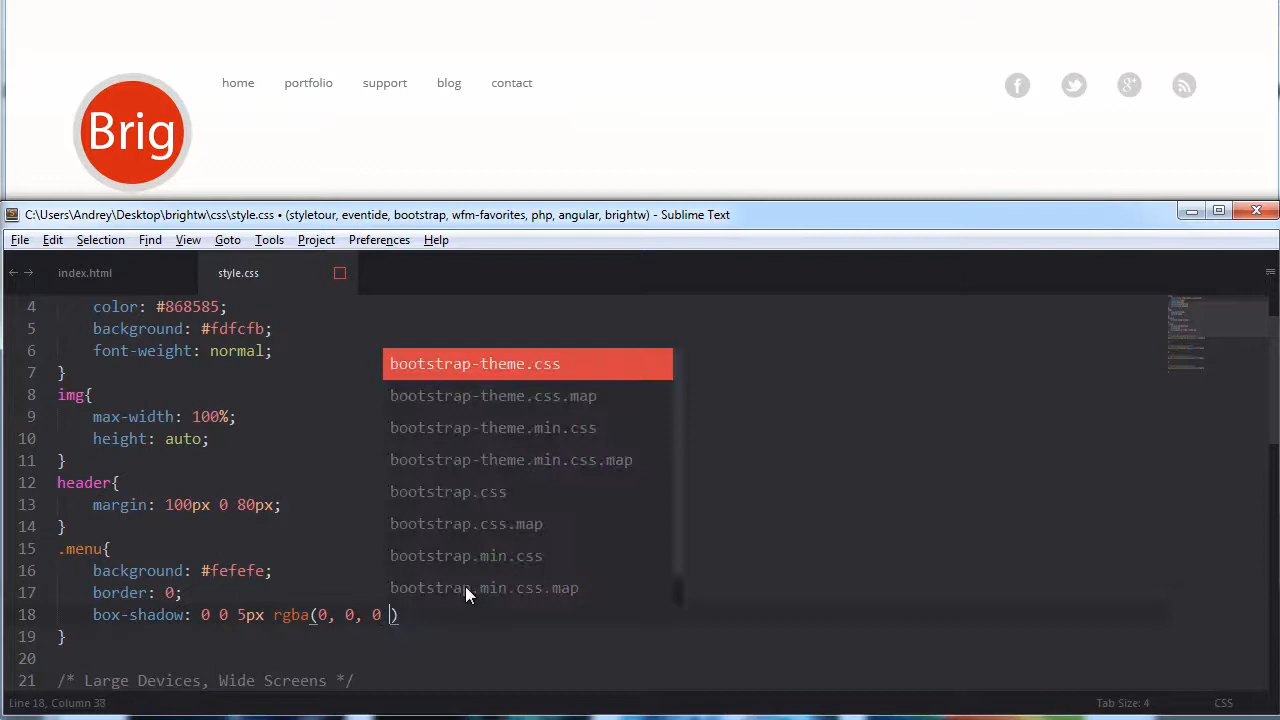 home portfolio support blog contact
Brig
C:\Users\Andrey\Desktop\brightw\css\style.css • (styletour, eventide, bootstrap, wfm-favorites, php, angular, brightw) - Sublime Text
File Edit Selection Find View Goto Tools Project Preferences Help
index.html style.css
4 color: #868585;
5 background: #fdfcfb;
6 font-weight: normal;
7 }
8 img{
9 max-width: 100%;
10 height: auto;
11 }
12 header{
13 margin: 100px 0 80px;
14 }
15 .menu{
16 background: #fefefe;
17 border: 0;
18 box-shadow: 0 0 5px rgba(0, 0, 0 )
19 }
20
21 /* Large Devices, Wide Screens */
bootstrap-theme.css
bootstrap-theme.css.map
bootstrap-theme.min.css
bootstrap-theme.min.css.map
bootstrap.css
bootstrap.css.map
bootstrap.min.css
bootstrap.min.css.map
Line 18, Column 38 Tab Size: 4 CSS